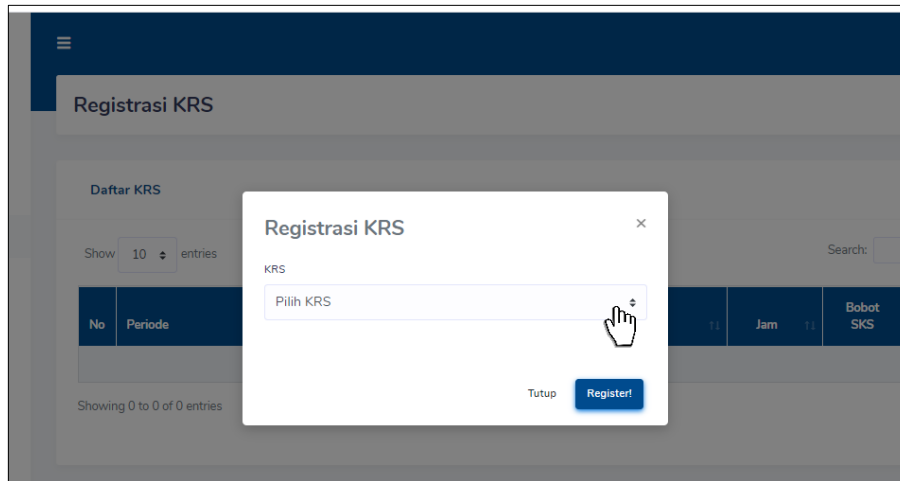 Registrasi KRS
Daftar KRS
Show 10 entries
Search:
No Periode Jam Bobot SKS
Showing 0 to 0 of 0 entries
Registrasi KRS ×
KRS
Pilih KRS
Tutup Register!